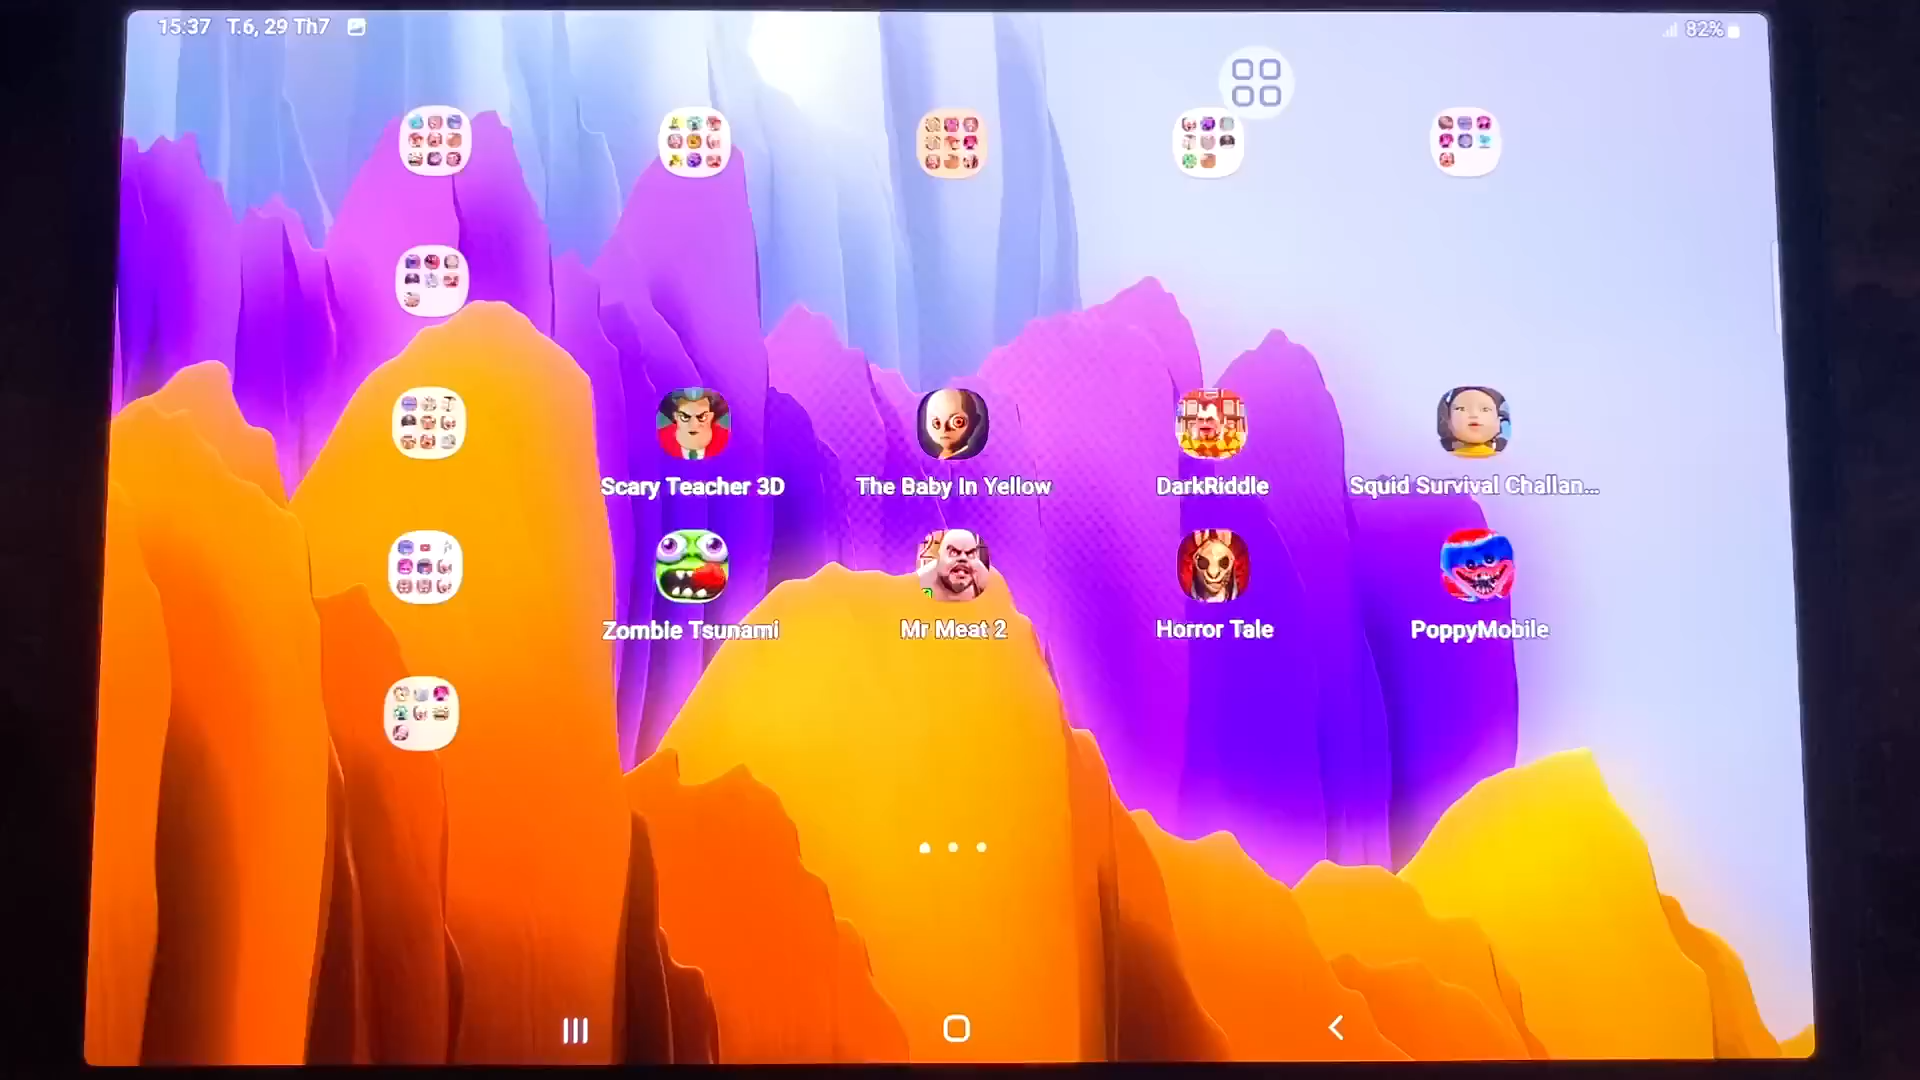 15:37 T.6, 29 Th7
82%
Scary Teacher 3D
The Baby In Yellow
DarkRiddle
Squid Survival Challan...
Zombie Tsunami
Mr Meat 2
Horror Tale
PoppyMobile